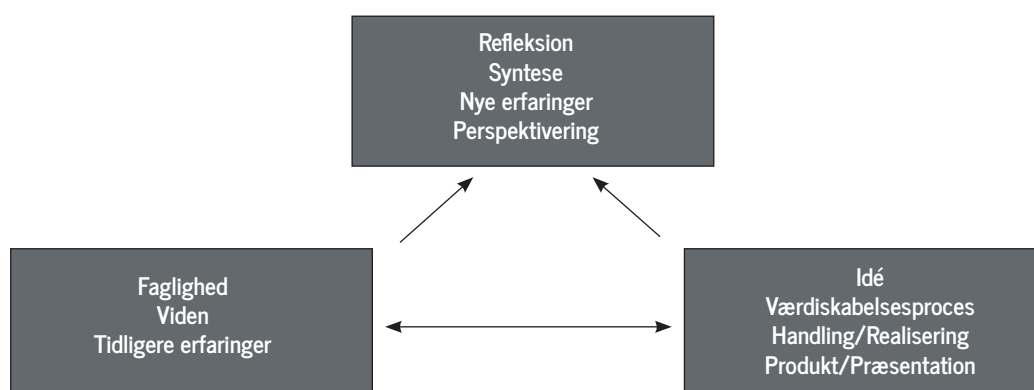 Refleksion
Syntese
Nye erfaringer
Perspektivering
Faglighed
Viden
Tidligere erfaringer
Idé
Værdiskabelsesproces
Handling/Realisering
Produkt/Præsentation